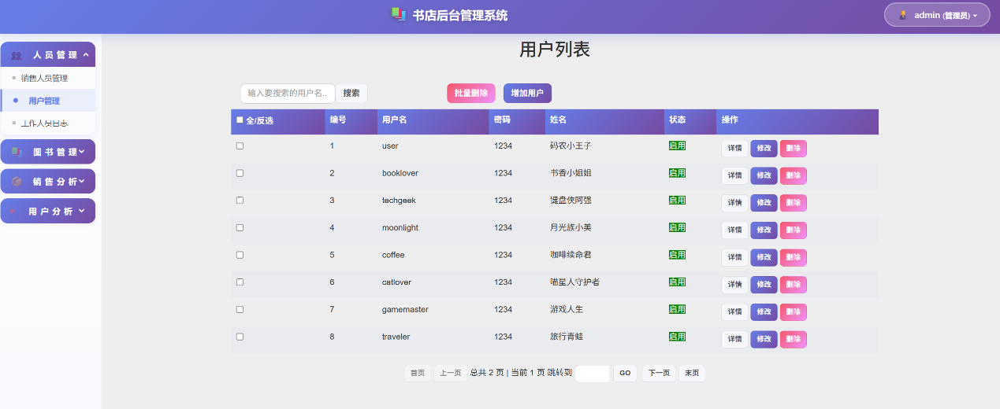 书店后台管理系统
admin (管理员)
人员管理
销售人员管理
用户管理
工作人员日志
图书管理
销售分析
用户分析
用户列表
输入要搜索的用户名.. 搜索 批量删除 增加用户
全/反选 编号 用户名 密码 姓名 状态 操作
1 user 1234 码农小王子 启用 详情 修改 删除
2 booklover 1234 书香小姐姐 启用 详情 修改 删除
3 techgeek 1234 键盘侠阿强 启用 详情 修改 删除
4 moonlight 1234 月光族小美 启用 详情 修改 删除
5 coffee 1234 咖啡续命君 启用 详情 修改 删除
6 catlover 1234 喵星人守护者 启用 详情 修改 删除
7 gamemaster 1234 游戏人生 启用 详情 修改 删除
8 traveler 1234 旅行青蛙 启用 详情 修改 删除
首页 上一页 总共 2 页 | 当前 1 页 跳转到 GO 下一页 末页